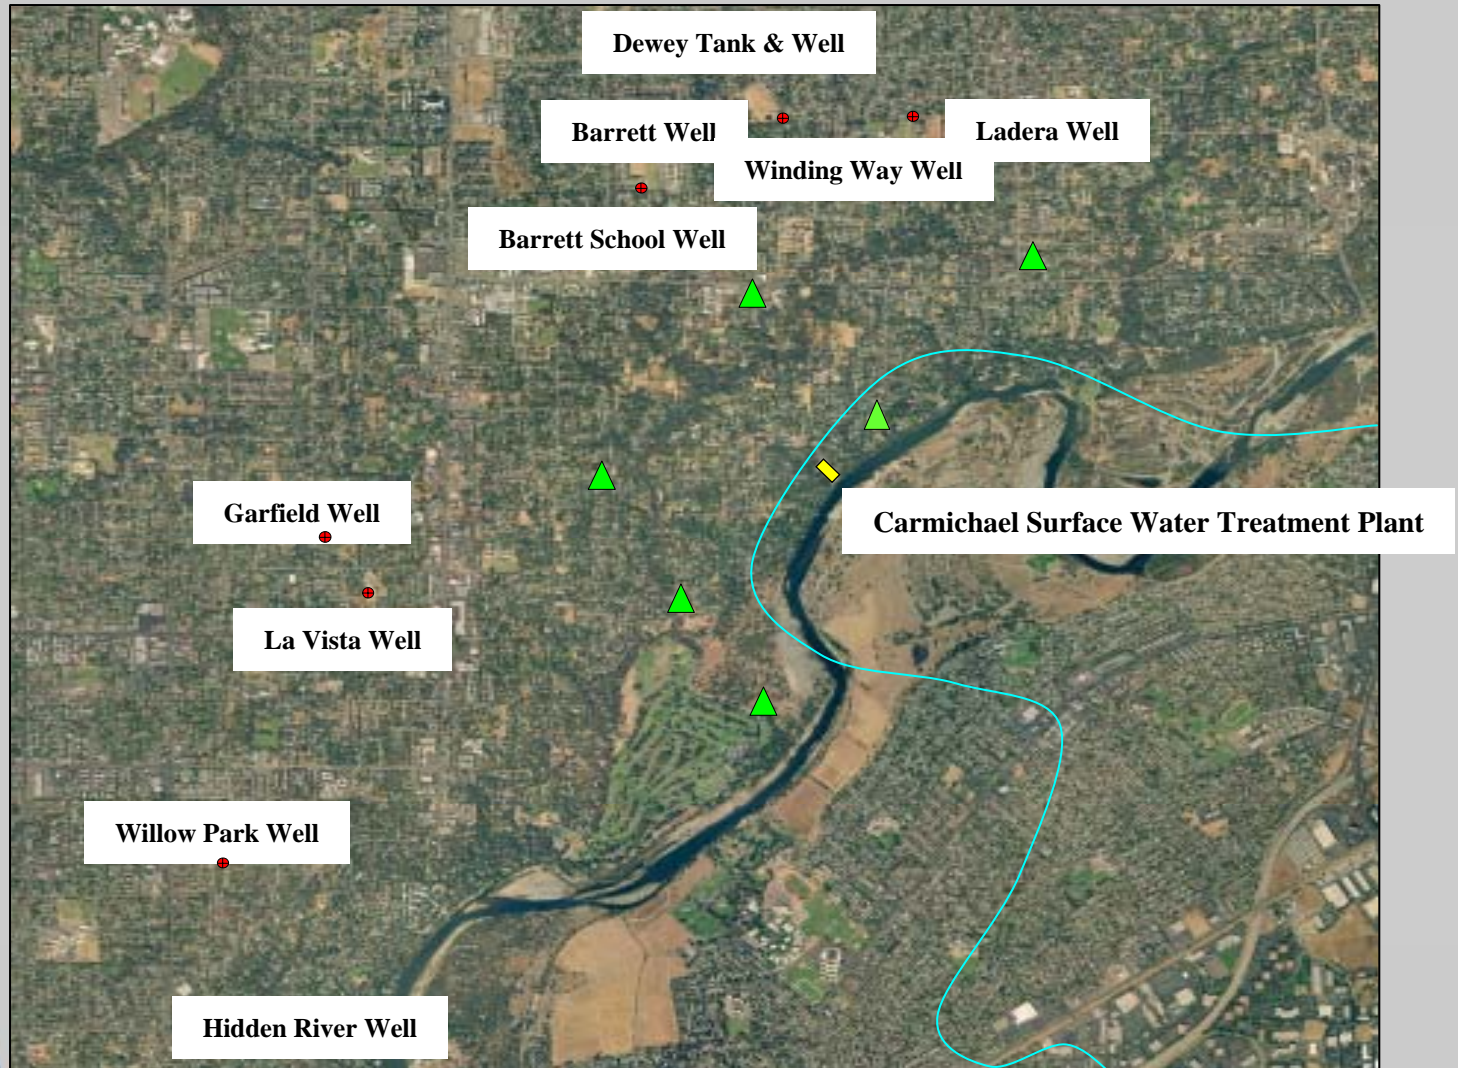 Dewey Tank & Well
Barrett Well
Ladera Well
Winding Way Well
Barrett School Well
Garfield Well
Carmichael Surface Water Treatment Plant
La Vista Well
Willow Park Well
Hidden River Well